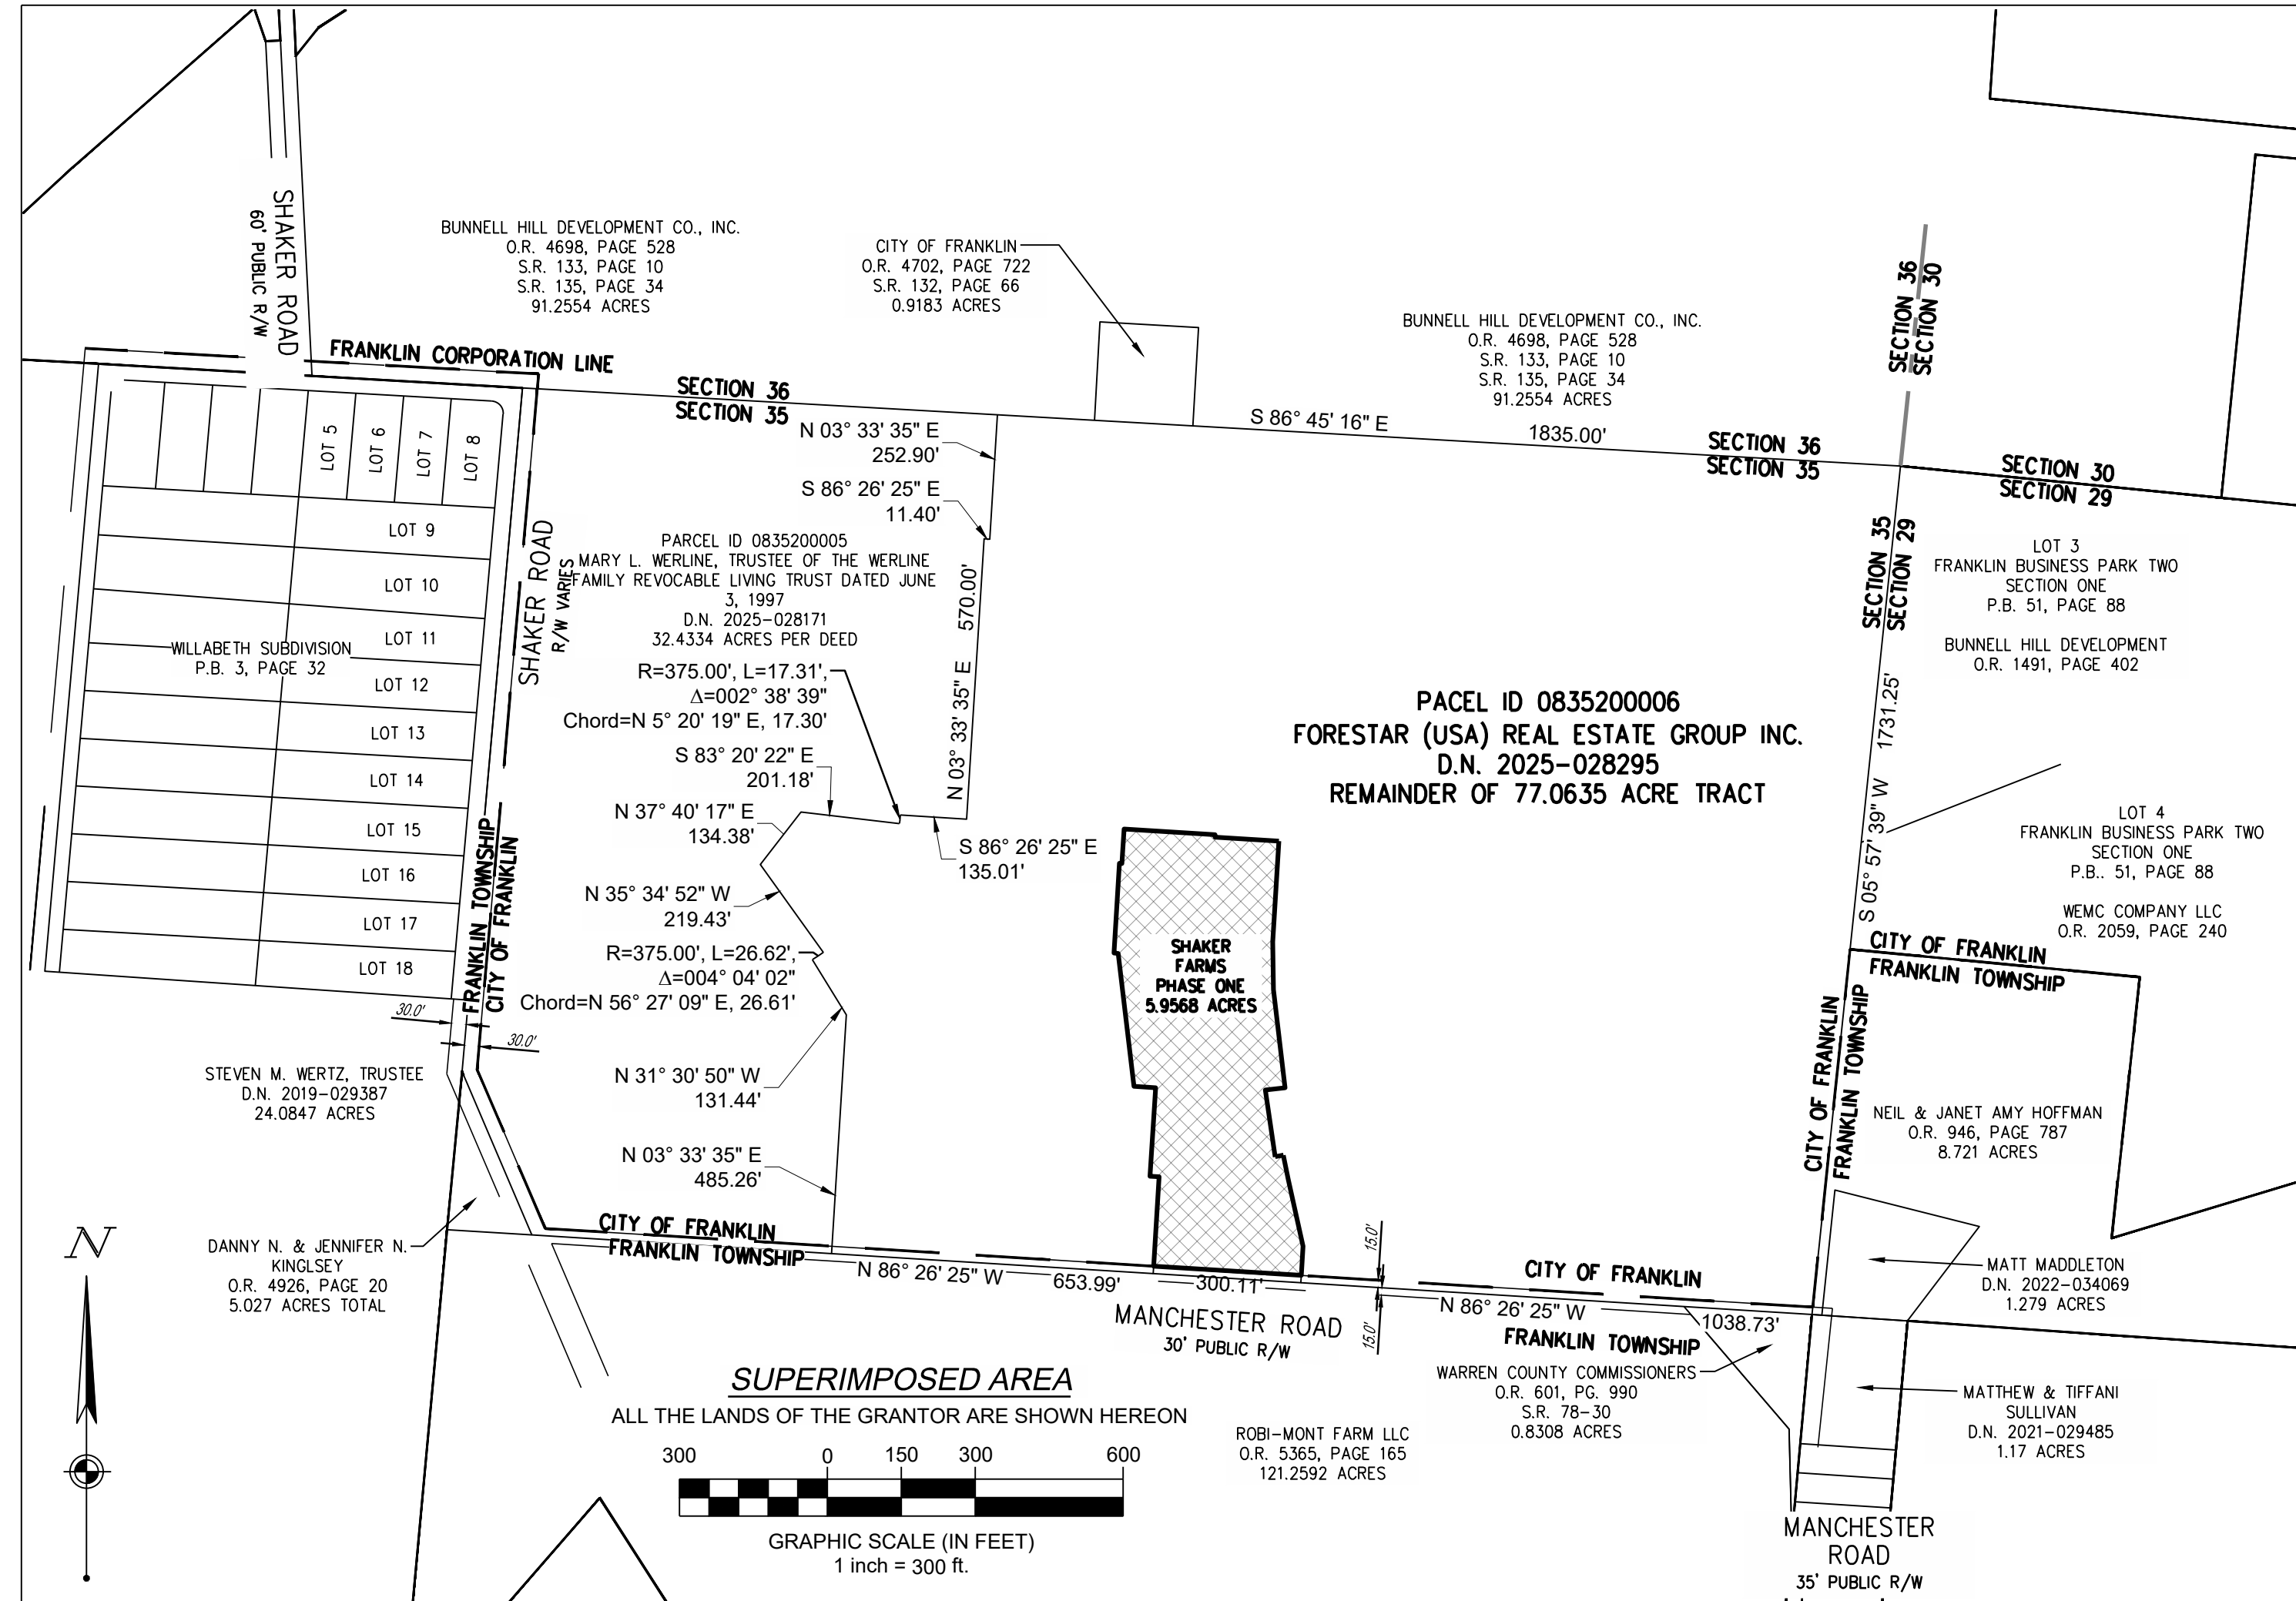 SHAKER ROAD
60' PUBLIC R/W
BUNNELL HILL DEVELOPMENT CO., INC.
O.R. 4698, PAGE 528
S.R. 133, PAGE 10
S.R. 135, PAGE 34
91.2554 ACRES
CITY OF FRANKLIN
O.R. 4702, PAGE 722
S.R. 132, PAGE 66
0.9183 ACRES
BUNNELL HILL DEVELOPMENT CO., INC.
O.R. 4698, PAGE 528
S.R. 133, PAGE 10
S.R. 135, PAGE 34
91.2554 ACRES
SECTION 36
SECTION 30
FRANKLIN CORPORATION LINE
SECTION 36
SECTION 35
S 86° 45' 16" E
1835.00'
SECTION 36
SECTION 35
SECTION 30
SECTION 29
N 03° 33' 35" E
252.90'
S 86° 26' 25" E
11.40'
LOT 5
LOT 6
LOT 7
LOT 8
LOT 9
LOT 10
LOT 11
LOT 12
LOT 13
LOT 14
LOT 15
LOT 16
LOT 17
LOT 18
WILLABETH SUBDIVISION
P.B. 3, PAGE 32
SHAKER ROAD
R/W VARIES
PARCEL ID 0835200005
MARY L. WERLINE, TRUSTEE OF THE WERLINE
FAMILY REVOCABLE LIVING TRUST DATED JUNE
3, 1997
D.N. 2025-028171
32.4334 ACRES PER DEED
N 03° 33' 35" E 570.00'
R=375.00', L=17.31',
Δ=002° 38' 39"
Chord=N 5° 20' 19" E, 17.30'
S 83° 20' 22" E
201.18'
N 37° 40' 17" E
134.38'
S 86° 26' 25" E
135.01'
N 35° 34' 52" W
219.43'
R=375.00', L=26.62',
Δ=004° 04' 02"
Chord=N 56° 27' 09" E, 26.61'
N 31° 30' 50" W
131.44'
N 03° 33' 35" E
485.26'
PACEL ID 0835200006
FORESTAR (USA) REAL ESTATE GROUP INC.
D.N. 2025-028295
REMAINDER OF 77.0635 ACRE TRACT
SHAKER
FARMS
PHASE ONE
5.9568 ACRES
SECTION 35
SECTION 29
S 05° 57' 39" W 1731.25'
LOT 3
FRANKLIN BUSINESS PARK TWO
SECTION ONE
P.B. 51, PAGE 88
BUNNELL HILL DEVELOPMENT
O.R. 1491, PAGE 402
LOT 4
FRANKLIN BUSINESS PARK TWO
SECTION ONE
P.B.. 51, PAGE 88
WEMC COMPANY LLC
O.R. 2059, PAGE 240
CITY OF FRANKLIN
FRANKLIN TOWNSHIP
CITY OF FRANKLIN
FRANKLIN TOWNSHIP
NEIL & JANET AMY HOFFMAN
O.R. 946, PAGE 787
8.721 ACRES
FRANKLIN TOWNSHIP
CITY OF FRANKLIN
30.0'
30.0'
STEVEN M. WERTZ, TRUSTEE
D.N. 2019-029387
24.0847 ACRES
DANNY N. & JENNIFER N.
KINGLSEY
O.R. 4926, PAGE 20
5.027 ACRES TOTAL
N
CITY OF FRANKLIN
FRANKLIN TOWNSHIP
N 86° 26' 25" W
653.99'
300.11'
15.0'
15.0'
MANCHESTER ROAD
30' PUBLIC R/W
CITY OF FRANKLIN
N 86° 26' 25" W
1038.73'
FRANKLIN TOWNSHIP
MATT MADDLETON
D.N. 2022-034069
1.279 ACRES
WARREN COUNTY COMMISSIONERS
O.R. 601, PG. 990
S.R. 78-30
0.8308 ACRES
MATTHEW & TIFFANI
SULLIVAN
D.N. 2021-029485
1.17 ACRES
ROBI-MONT FARM LLC
O.R. 5365, PAGE 165
121.2592 ACRES
MANCHESTER
ROAD
35' PUBLIC R/W
SUPERIMPOSED AREA
ALL THE LANDS OF THE GRANTOR ARE SHOWN HEREON
300 0 150 300 600
GRAPHIC SCALE (IN FEET)
1 inch = 300 ft.